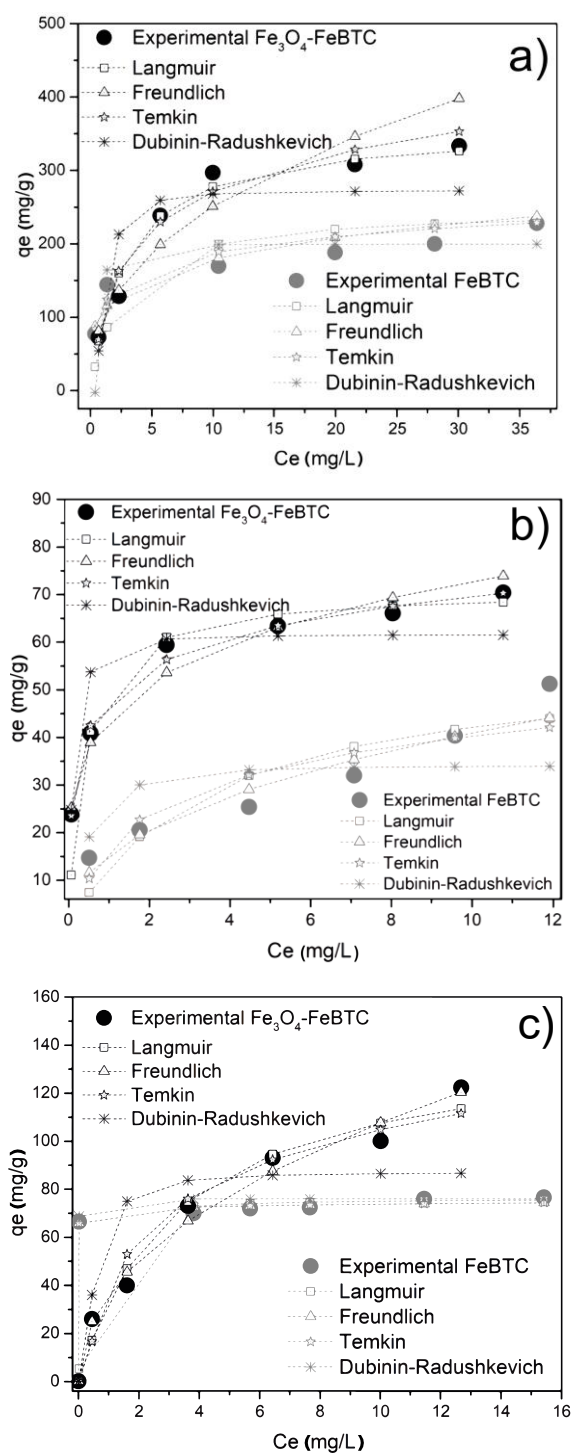 500
400
300
200
100
0
qe (mg/g)
a)
Experimental Fe₃O₄-FeBTC
Langmuir
Freundlich
Temkin
Dubinin-Radushkevich
Experimental FeBTC
Langmuir
Freundlich
Temkin
Dubinin-Radushkevich
0 5 10 15 20 25 30 35
Ce (mg/L)
90
80
70
60
50
40
30
20
10
qe (mg/g)
b)
Experimental Fe₃O₄-FeBTC
Langmuir
Freundlich
Temkin
Dubinin-Radushkevich
Experimental FeBTC
Langmuir
Freundlich
Temkin
Dubinin-Radushkevich
0 2 4 6 8 10 12
Ce (mg/L)
160
140
120
100
80
60
40
20
0
qe (mg/g)
c)
Experimental Fe₃O₄-FeBTC
Langmuir
Freundlich
Temkin
Dubinin-Radushkevich
Experimental FeBTC
Langmuir
Freundlich
Temkin
Dubinin-Radushkevich
0 2 4 6 8 10 12 14 16
Ce (mg/L)